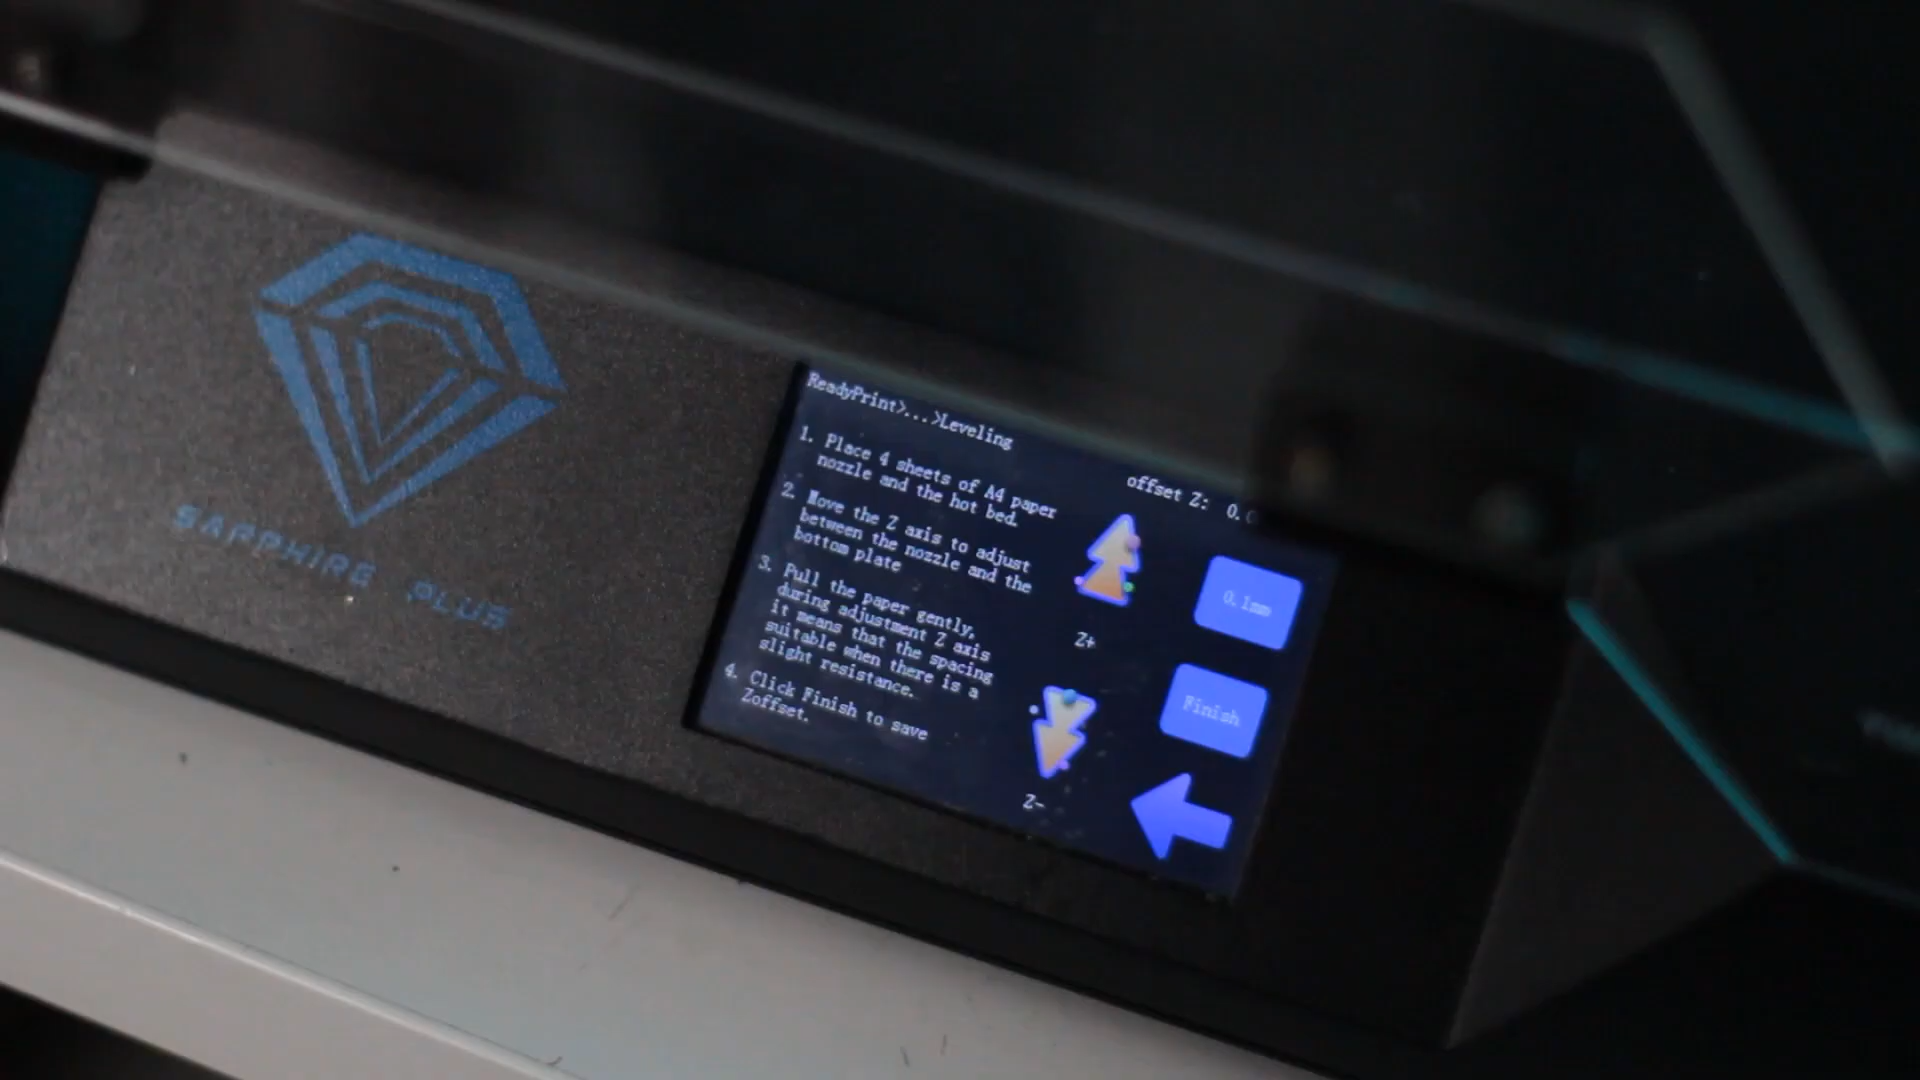 SAPPHIRE PLUS
ReadyPrint>...>Leveling
1. Place 4 sheets of A4 paper
nozzle and the hot bed.
2. Move the Z axis to adjust
between the nozzle and the
bottom plate
3. Pull the paper gently,
during adjustment Z axis
it means that the spacing
suitable when there is a
slight resistance.
4. Click Finish to save
Zoffset.
offset Z: 0.
Z+
Z-
0.1mm
Finish